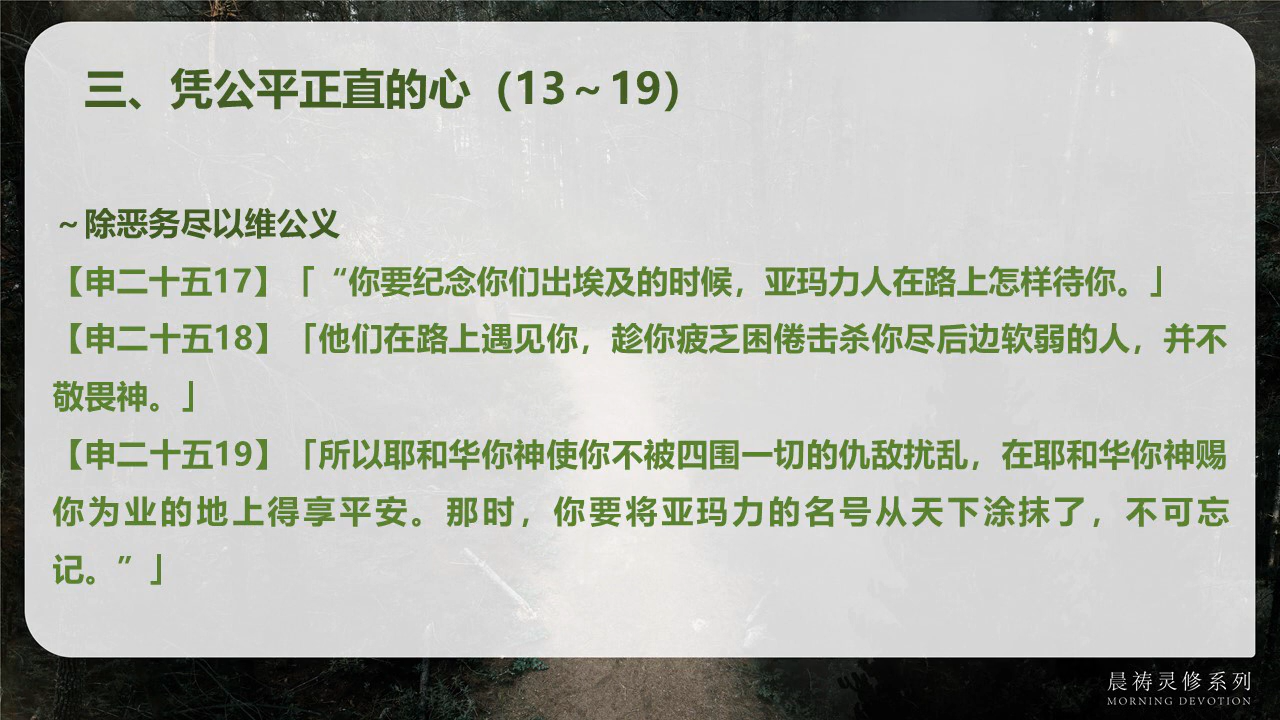 三、凭公平正直的心（13～19）
～除恶务尽以维公义
【申二十五17】「“你要纪念你们出埃及的时候，亚玛力人在路上怎样待你。」
【申二十五18】「他们在路上遇见你，趁你疲乏困倦击杀你尽后边软弱的人，并不
敬畏神。」
【申二十五19】「所以耶和华你神使你不被四围一切的仇敌扰乱，在耶和华你神赐
你为业的地上得享平安。那时，你要将亚玛力的名号从天下涂抹了，不可忘
记。”」
晨祷灵修系列
MORNING DEVOTION